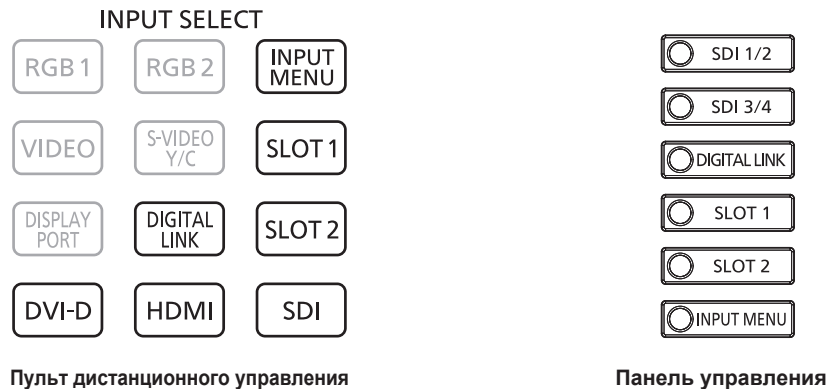 INPUT SELECT
RGB 1
RGB 2
INPUT
MENU
VIDEO
S-VIDEO
Y/C
SLOT 1
DISPLAY
PORT
DIGITAL
LINK
SLOT 2
DVI-D
HDMI
SDI
Пульт дистанционного управления
SDI 1/2
SDI 3/4
DIGITAL LINK
SLOT 1
SLOT 2
INPUT MENU
Панель управления